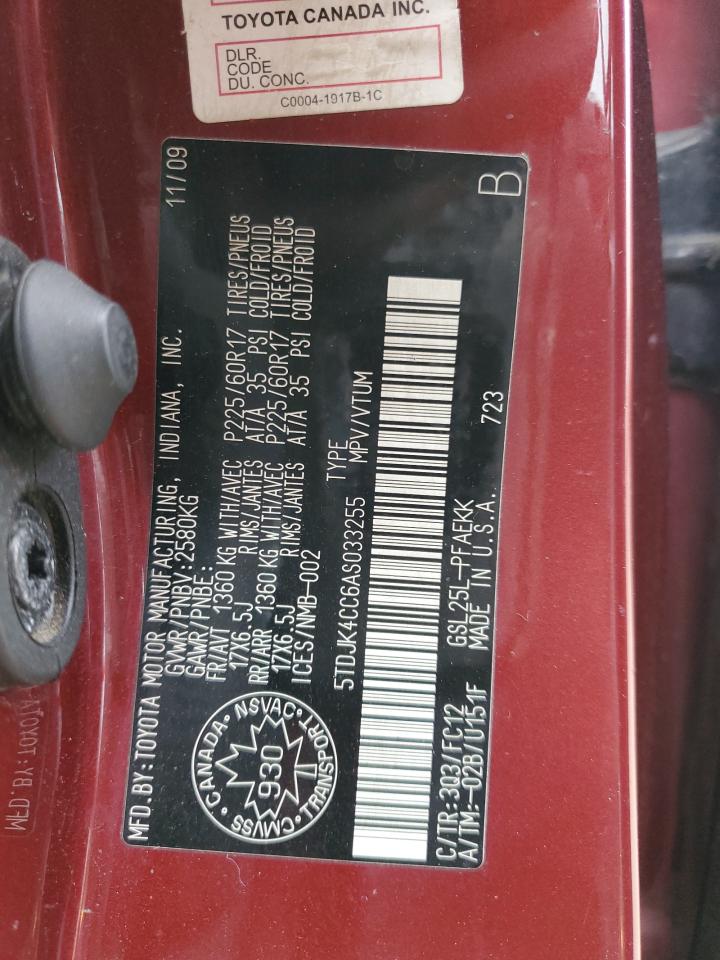 TOYOTA CANADA INC.
DLR.
CODE
DU. CONC.
C0004-1917B-1C
MFD.BY:TOYOTA MOTOR MANUFACTURING, INDIANA, INC. 11/09
GVWR/PNBV:2580KG
GAWR/PNBE:
FR/AVT 1360 KG WITH/AVEC P225/60R17 TIRES/PNEUS
17X6.5J RIMS/JANTES AT/A 35 PSI COLD/FROID
RR/ARR 1360 KG WITH/AVEC P225/60R17 TIRES/PNEUS
17X6.5J RIMS/JANTES AT/A 35 PSI COLD/FROID
ICES/NMB-002
CANADA NSVAC TRANSPORT CMVSS
930
5TDJK4CC6AS033255 TYPE MPV/VTUM
C/TR:3Q3/FC12 GSL25L-PFAEKK 723
A/TM:-02B/U151F MADE IN U.S.A.
B
MFD.BY:TOYOT